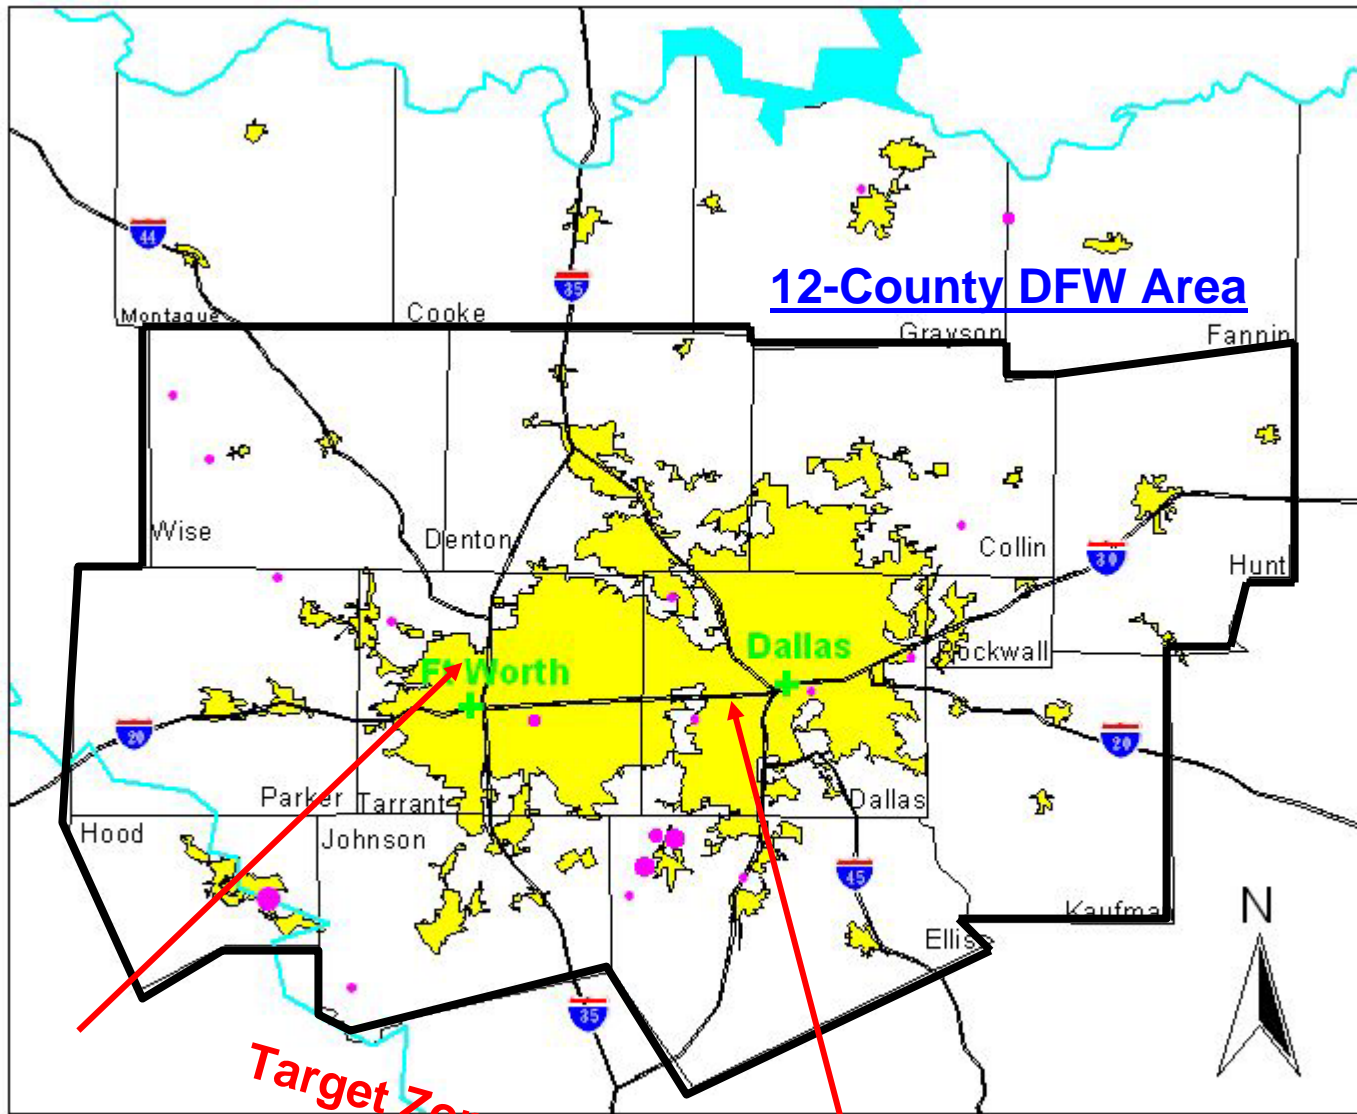 44
35
12-County DFW Area
Montague
Cooke
Grayson
Fannin
Wise
Denton
Collin
30
Hunt
Ft Worth
Dallas
Rockwall
20
20
Parker
Tarrant
Dallas
Hood
Johnson
45
Kaufma
N
Ellis
35
Target